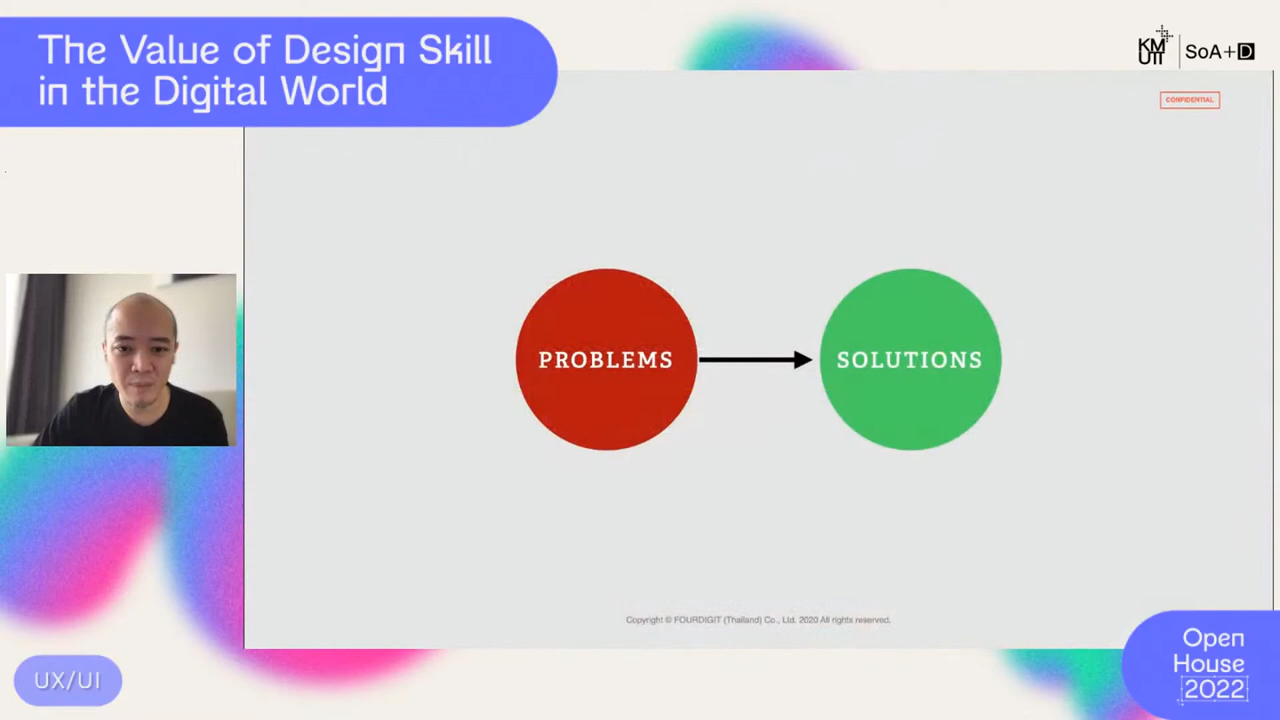 The Value of Design Skill
in the Digital World
KM
UTT
SoA+D
CONFIDENTIAL
PROBLEMS
SOLUTIONS
Copyright © FOURDIGIT (Thailand) Co., Ltd. 2020 All rights reserved.
UX/UI
Open
House
2022